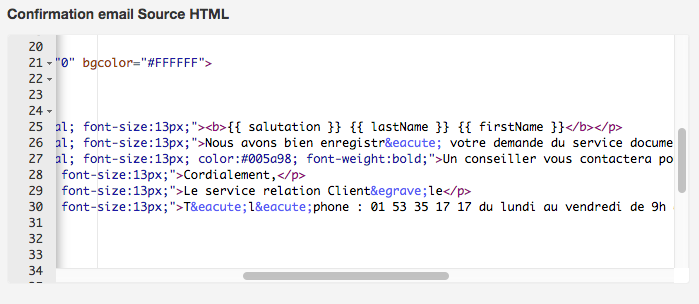 Confirmation email Source HTML
20
21 "0" bgcolor="#FFFFFF">
22
23
24
25 al; font-size:13px;"><b>{{ salutation }} {{ lastName }} {{ firstName }}</b></p>
26 al; font-size:13px;">Nous avons bien enregistr&eacute; votre demande du service docume
27 al; font-size:13px; color:#005a98; font-weight:bold;">Un conseiller vous contactera po
28 font-size:13px;">Cordialement,</p>
29 font-size:13px;">Le service relation Client&egrave;le</p>
30 font-size:13px;">T&eacute;l&eacute;phone : 01 53 35 17 17 du lundi au vendredi de 9h
31
32
33
34